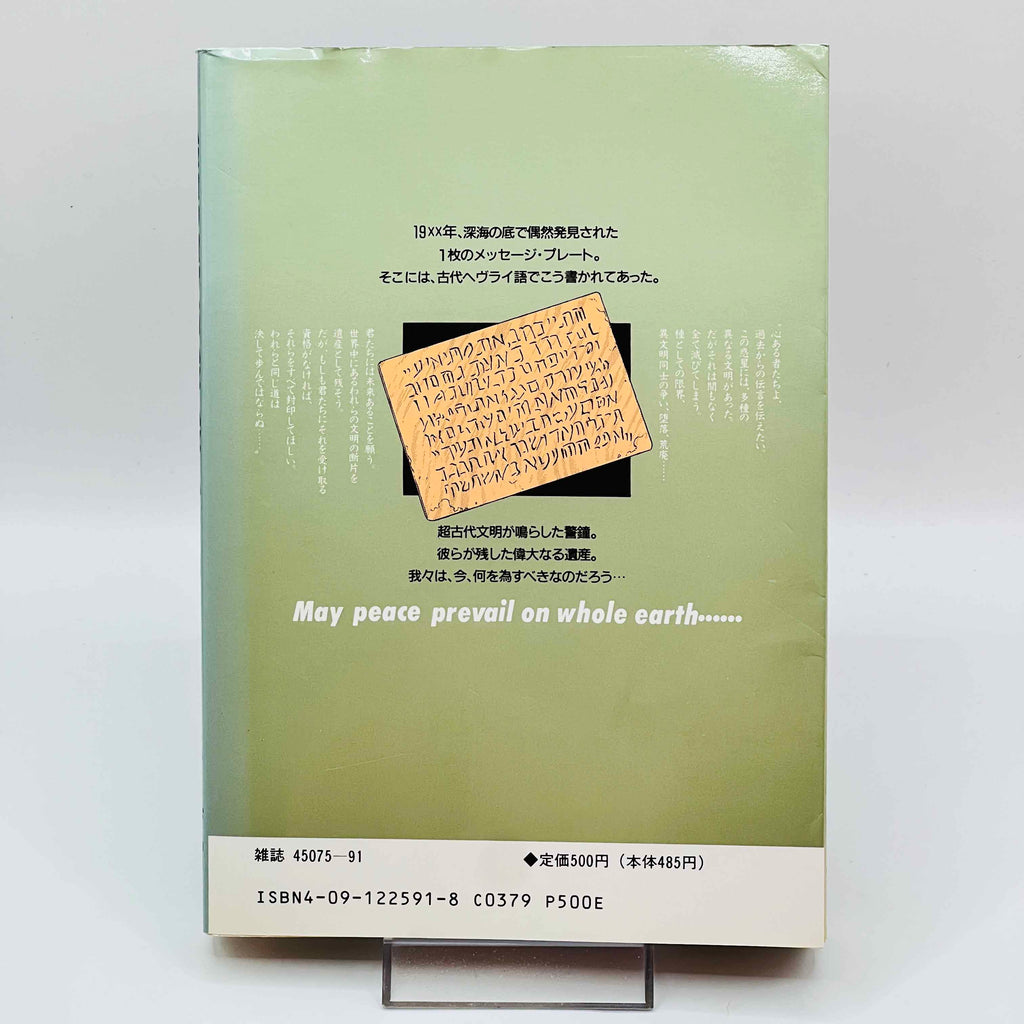 19××年、深海の底で偶然発見された
1枚のメッセージ・プレート。
そこには、古代ヘヴライ語でこう書かれてあった。
“心ある者たちよ、
過去からの伝言を伝えたい、
この惑星には、多種の
異なる文明があった。
だがそれは間もなく
全て滅びてしまう。
種としての限界、
異文明同士の争い、堕落、荒廃……
君たちには未来あることを願う。
世界中にあるわれらの文明の断片を
遺産として残そう。
だが、もしも君たちにそれを受け取る
資格がなければ、
それらをすべて封印してほしい。
われらと同じ道は
決して歩んではならぬ……。”
超古代文明が鳴らした警鐘。
彼らが残した偉大なる遺産。
我々は、今、何を為すべきなのだろう…
May peace prevail on whole earth……
雑誌 45075—91
◆定価500円（本体485円）
ISBN4-09-122591-8 C0379 P500E